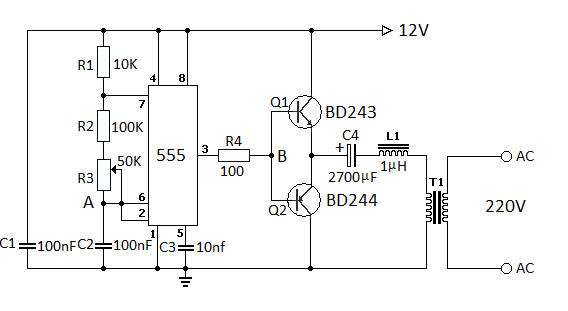 12V
R1 10K
4 8
7
Q1
BD243
R2 100K
555
3 R4
100
B
C4
+
2700µF
L1
1µH
R3 50K
A
6
2
Q2
BD244
T1
AC
220V
AC
C1 100nF
C2 100nF
1 5
C3 10nf